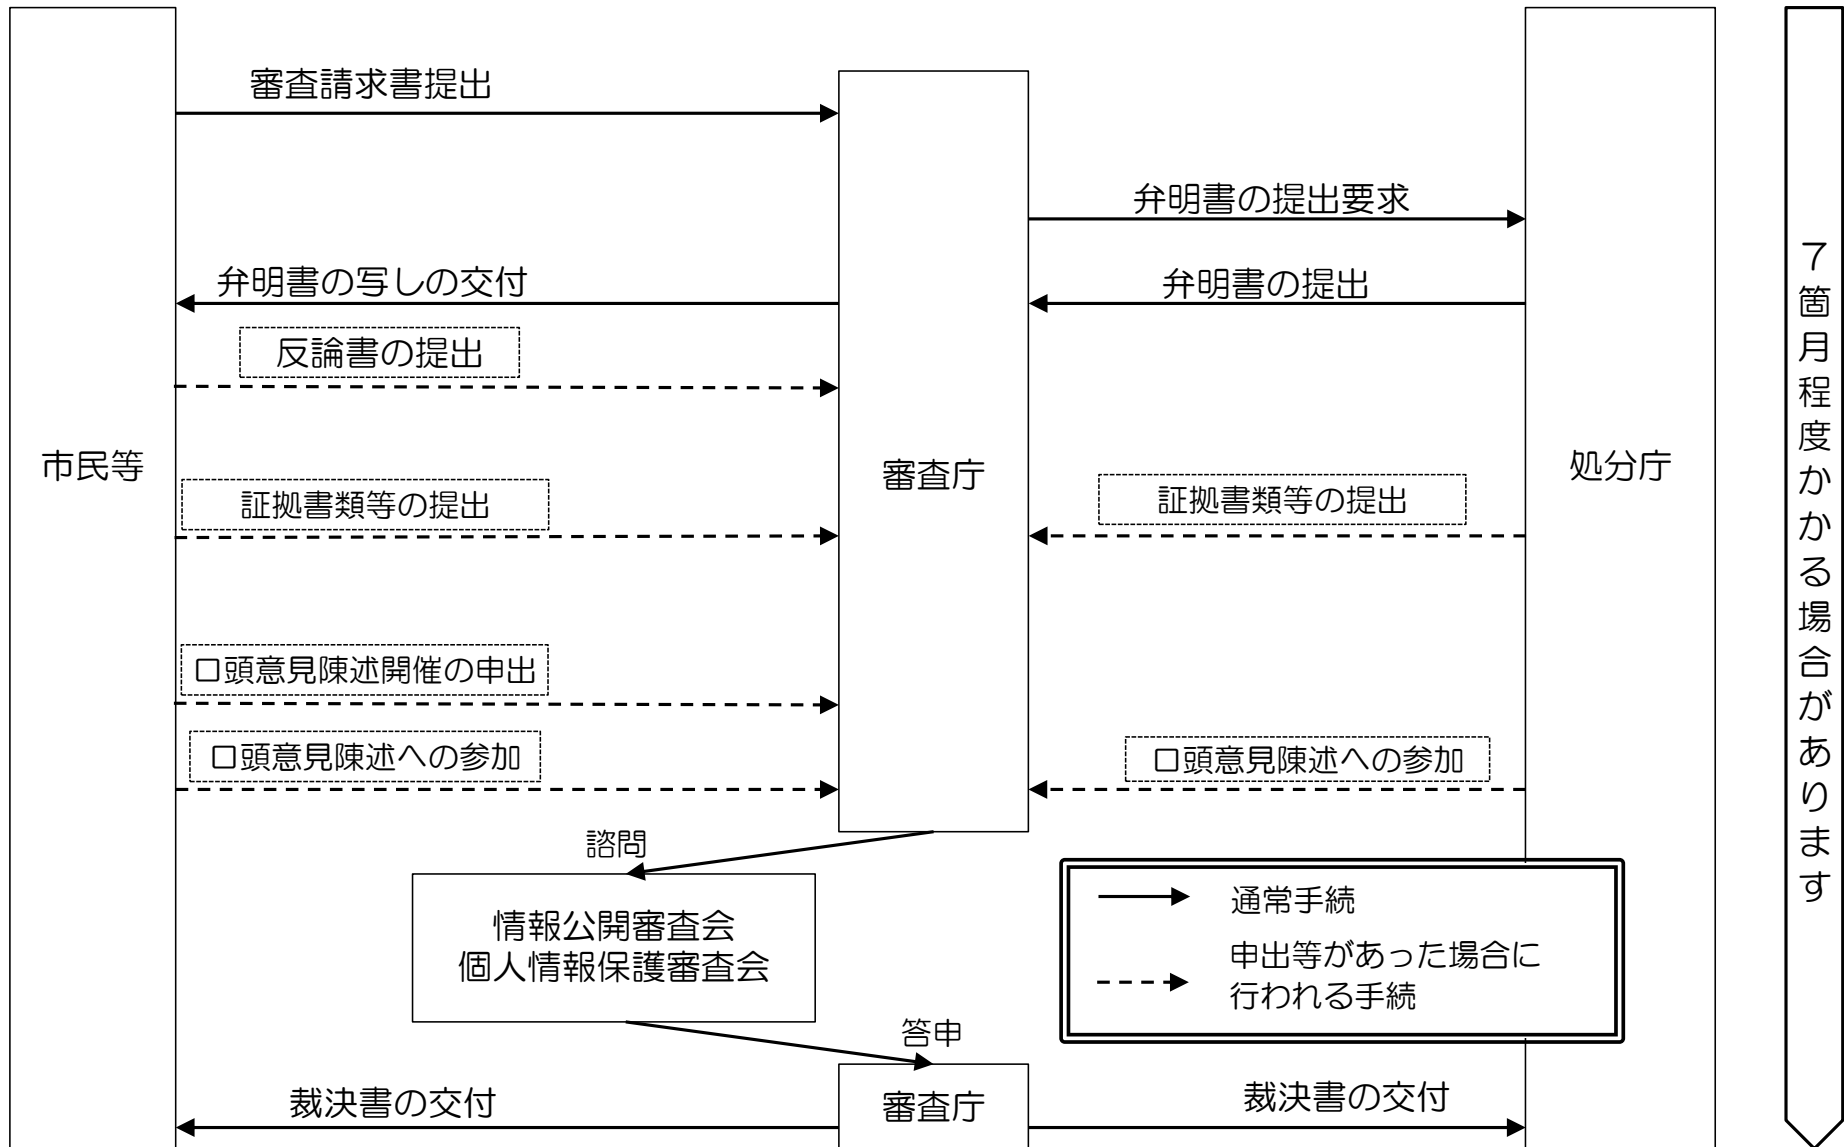 審査請求書提出
弁明書の提出要求
弁明書の写しの交付
弁明書の提出
反論書の提出
市民等
審査庁
処分庁
証拠書類等の提出
証拠書類等の提出
口頭意見陳述開催の申出
口頭意見陳述への参加
口頭意見陳述への参加
諮問
情報公開審査会
個人情報保護審査会
通常手続
申出等があった場合に
行われる手続
答申
裁決書の交付
審査庁
裁決書の交付
7箇月程度かかる場合があります